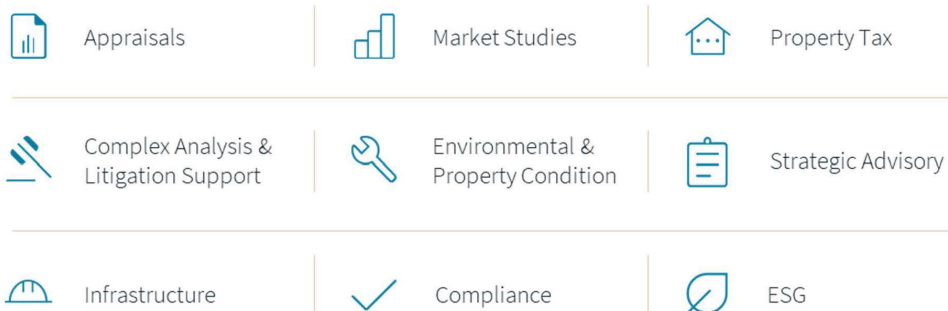 Appraisals
Market Studies
Property Tax
Complex Analysis &
Litigation Support
Environmental &
Property Condition
Strategic Advisory
Infrastructure
Compliance
ESG